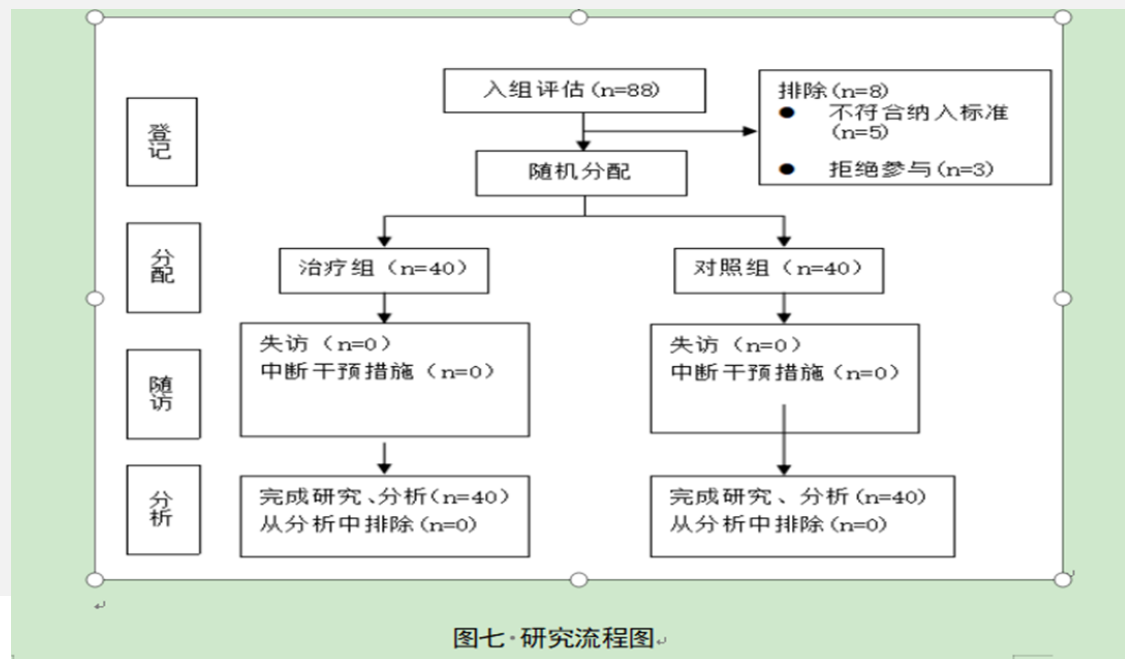 登记
入组评估(n=88)
排除(n=8)
● 不符合纳入标准
(n=5)
● 拒绝参与(n=3)
随机分配
分配
治疗组（n=40）
对照组（n=40）
随访
失访（n=0）
中断干预措施（n=0）
失访（n=0）
中断干预措施（n=0）
分析
完成研究、分析(n=40)
从分析中排除(n=0)
完成研究、分析(n=40)
从分析中排除(n=0)
图七·研究流程图